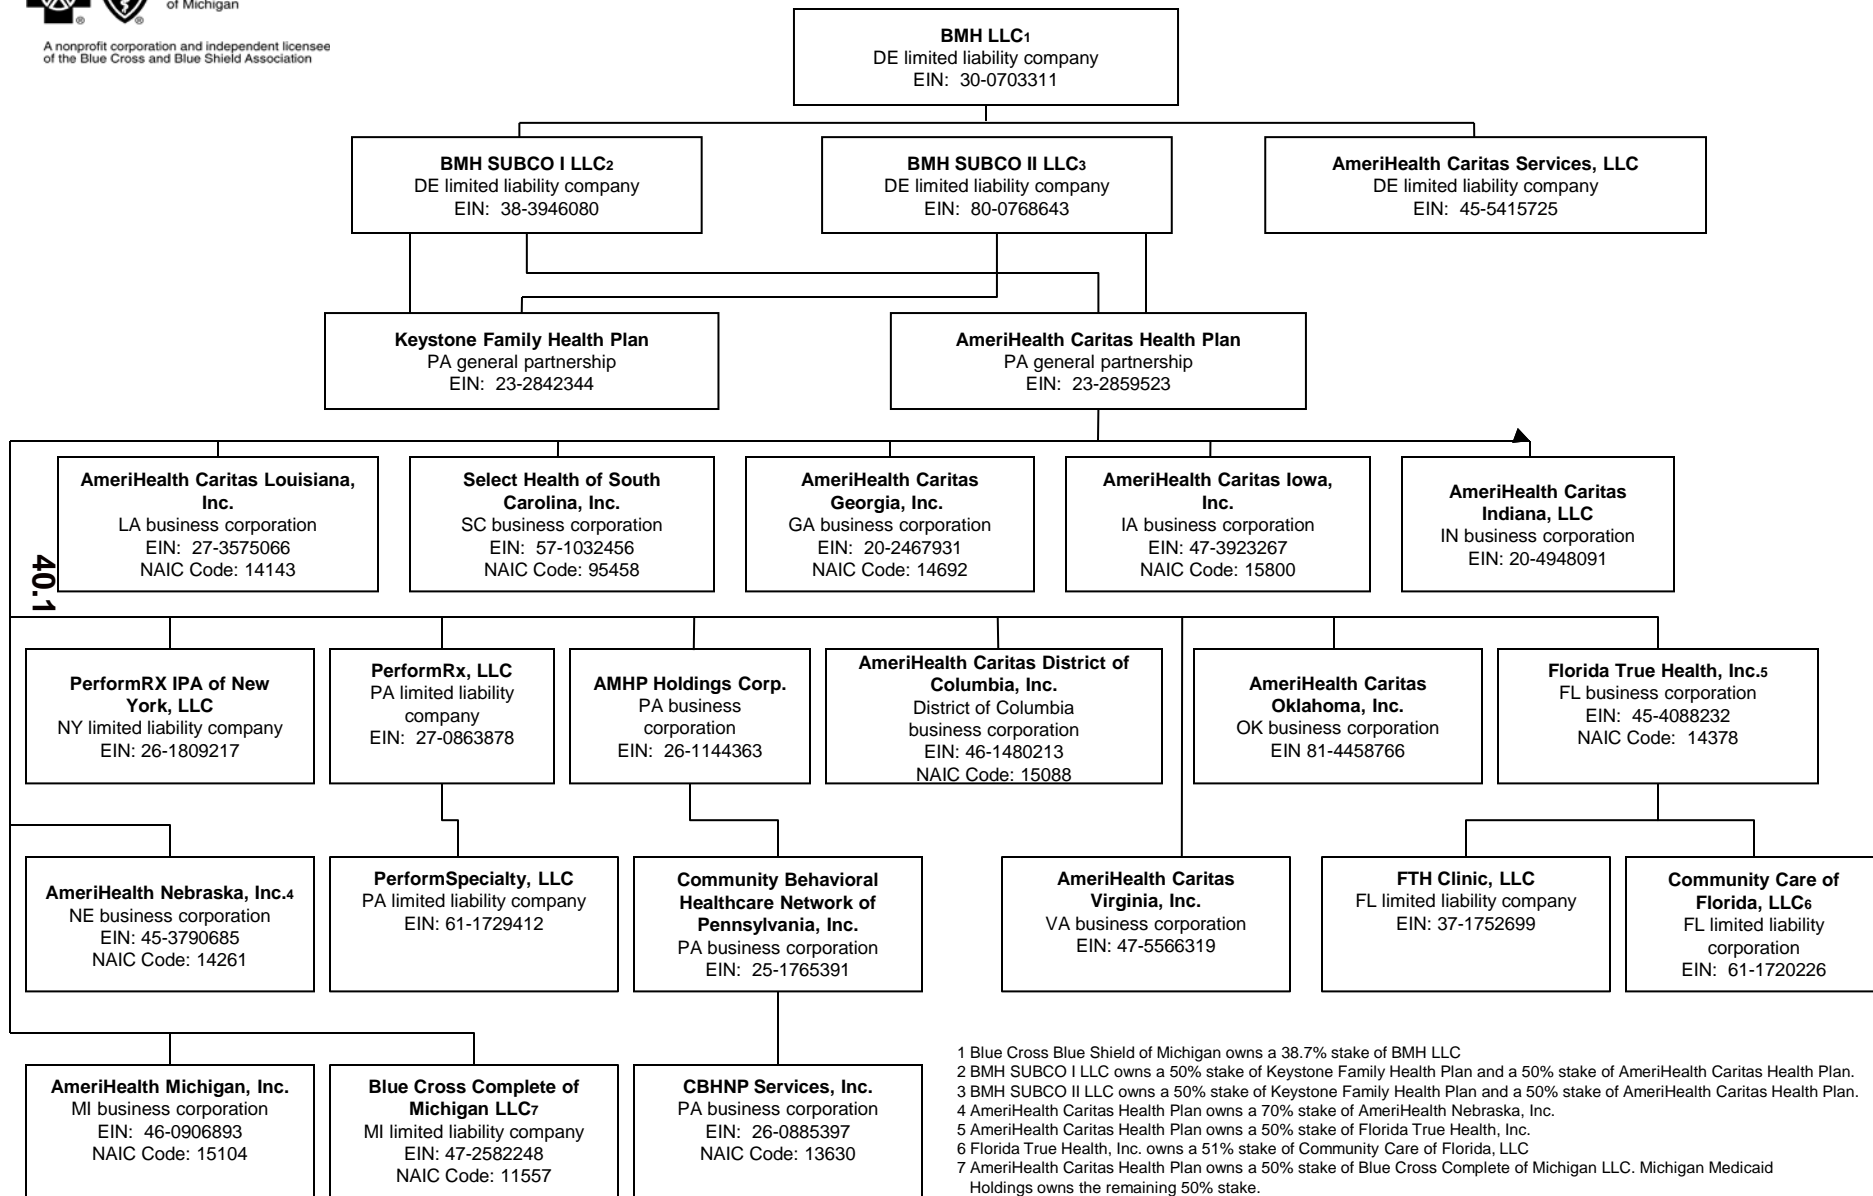 of Michigan
A nonprofit corporation and independent licensee
of the Blue Cross and Blue Shield Association
BMH LLC1
DE limited liability company
EIN: 30-0703311
BMH SUBCO I LLC2
DE limited liability company
EIN: 38-3946080
BMH SUBCO II LLC3
DE limited liability company
EIN: 80-0768643
AmeriHealth Caritas Services, LLC
DE limited liability company
EIN: 45-5415725
Keystone Family Health Plan
PA general partnership
EIN: 23-2842344
AmeriHealth Caritas Health Plan
PA general partnership
EIN: 23-2859523
AmeriHealth Caritas Louisiana,
Inc.
LA business corporation
EIN: 27-3575066
NAIC Code: 14143
Select Health of South
Carolina, Inc.
SC business corporation
EIN: 57-1032456
NAIC Code: 95458
AmeriHealth Caritas
Georgia, Inc.
GA business corporation
EIN: 20-2467931
NAIC Code: 14692
AmeriHealth Caritas Iowa,
Inc.
IA business corporation
EIN: 47-3923267
NAIC Code: 15800
AmeriHealth Caritas
Indiana, LLC
IN business corporation
EIN: 20-4948091
40.1
PerformRX IPA of New
York, LLC
NY limited liability company
EIN: 26-1809217
PerformRx, LLC
PA limited liability
company
EIN: 27-0863878
AMHP Holdings Corp.
PA business
corporation
EIN: 26-1144363
AmeriHealth Caritas District of
Columbia, Inc.
District of Columbia
business corporation
EIN: 46-1480213
NAIC Code: 15088
AmeriHealth Caritas
Oklahoma, Inc.
OK business corporation
EIN 81-4458766
Florida True Health, Inc.5
FL business corporation
EIN: 45-4088232
NAIC Code: 14378
AmeriHealth Nebraska, Inc.4
NE business corporation
EIN: 45-3790685
NAIC Code: 14261
PerformSpecialty, LLC
PA limited liability company
EIN: 61-1729412
Community Behavioral
Healthcare Network of
Pennsylvania, Inc.
PA business corporation
EIN: 25-1765391
AmeriHealth Caritas
Virginia, Inc.
VA business corporation
EIN: 47-5566319
FTH Clinic, LLC
FL limited liability company
EIN: 37-1752699
Community Care of
Florida, LLC6
FL limited liability
corporation
EIN: 61-1720226
AmeriHealth Michigan, Inc.
MI business corporation
EIN: 46-0906893
NAIC Code: 15104
Blue Cross Complete of
Michigan LLC7
MI limited liability company
EIN: 47-2582248
NAIC Code: 11557
CBHNP Services, Inc.
PA business corporation
EIN: 26-0885397
NAIC Code: 13630
1 Blue Cross Blue Shield of Michigan owns a 38.7% stake of BMH LLC
2 BMH SUBCO I LLC owns a 50% stake of Keystone Family Health Plan and a 50% stake of AmeriHealth Caritas Health Plan.
3 BMH SUBCO II LLC owns a 50% stake of Keystone Family Health Plan and a 50% stake of AmeriHealth Caritas Health Plan.
4 AmeriHealth Caritas Health Plan owns a 70% stake of AmeriHealth Nebraska, Inc.
5 AmeriHealth Caritas Health Plan owns a 50% stake of Florida True Health, Inc.
6 Florida True Health, Inc. owns a 51% stake of Community Care of Florida, LLC
7 AmeriHealth Caritas Health Plan owns a 50% stake of Blue Cross Complete of Michigan LLC. Michigan Medicaid
Holdings owns the remaining 50% stake.